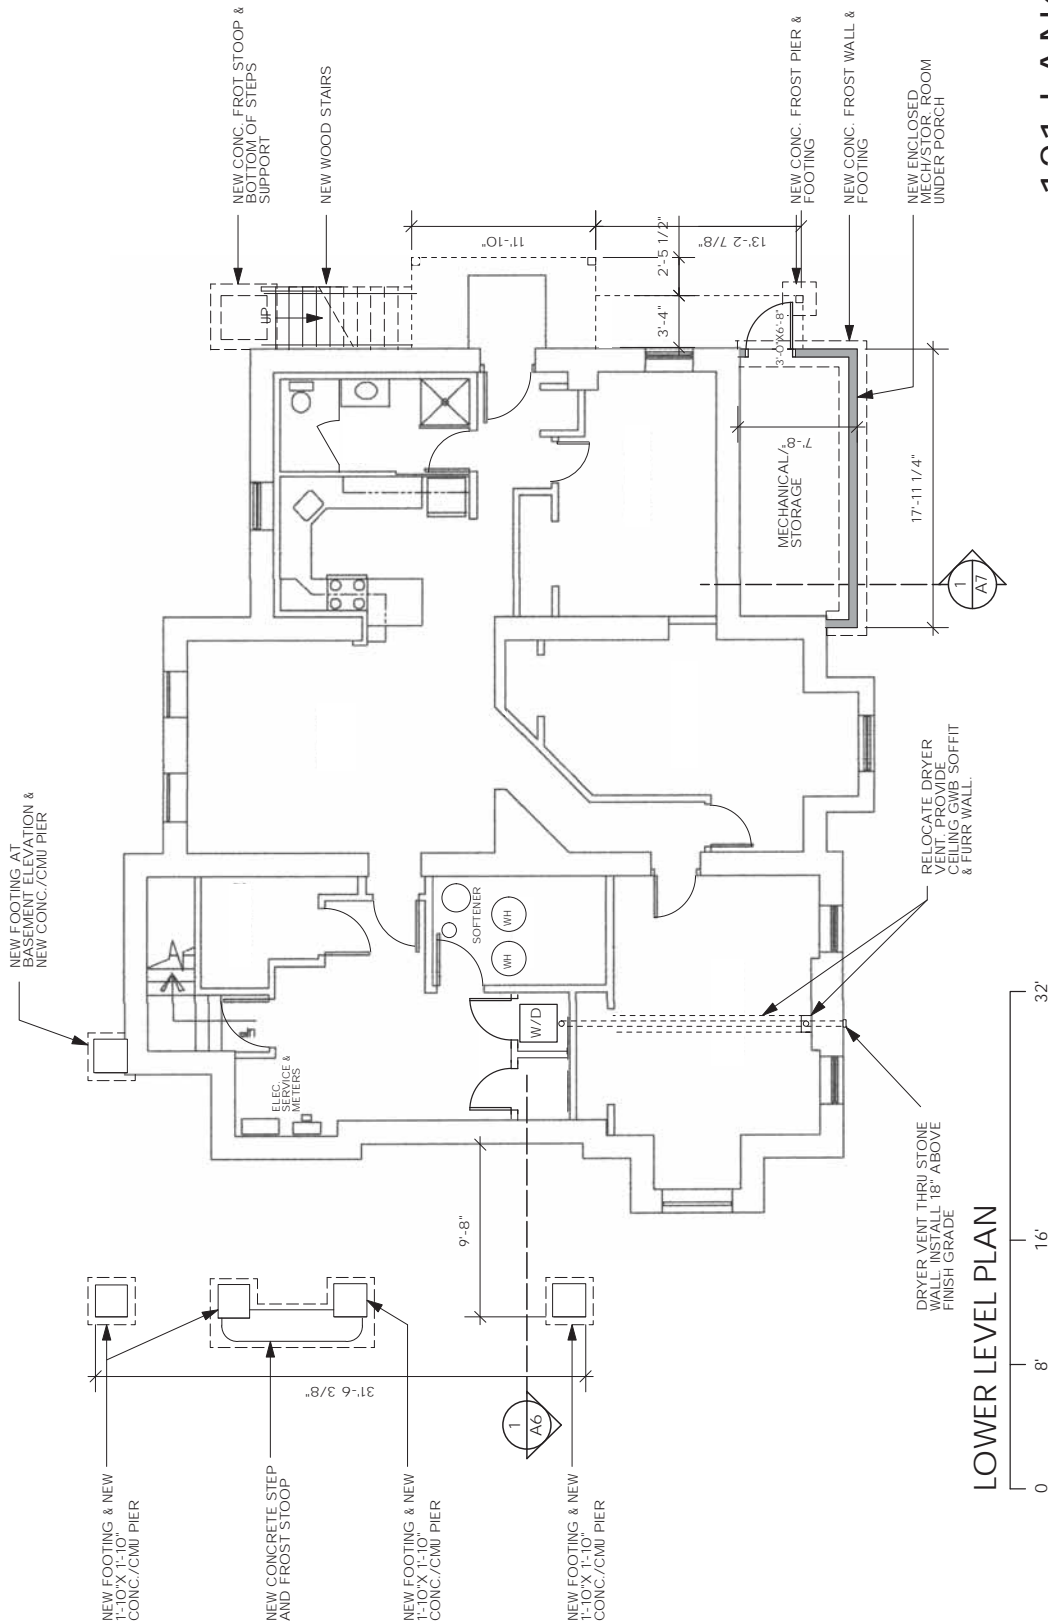 NEW FOOTING AT
BASEMENT ELEVATION &
NEW CONC./CMU PIER
NEW CONC. FROT STOOP &
BOTTOM OF STEPS
SUPPORT
NEW WOOD STAIRS
UP
NEW FOOTING & NEW
1'-10"X 1'-10"
CONC./CMU PIER
NEW CONCRETE STEP
AND FROST STOOP
NEW FOOTING & NEW
1'-10"X 1'-10"
CONC./CMU PIER
NEW FOOTING & NEW
1'-10"X 1'-10"
CONC./CMU PIER
31'-6 3/8"
9'-8"
1
A6
ELEC.
SERVICE &
METERS
W/D
SOFTENER
WH
WH
11'-10"
13'-2 7/8"
2'-5 1/2"
3'-4"
3'-0"X6'-8"
7'-8"
MECHANICAL/
STORAGE
17'-11 1/4"
1
A7
NEW CONC. FROST PIER &
FOOTING
NEW CONC. FROST WALL &
FOOTING
NEW ENCLOSED
MECH/STOR. ROOM
UNDER PORCH
RELOCATE DRYER
VENT. PROVIDE
CEILING GWB SOFFIT
& FURR WALL.
DRYER VENT THRU STONE
WALL. INSTALL 18" ABOVE
FINISH GRADE
LOWER LEVEL PLAN
0 8' 16' 32'